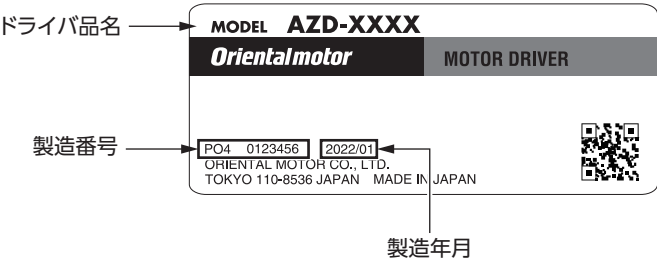 ドライバ品名
MODEL AZD-XXXX
Orientalmotor MOTOR DRIVER
製造番号
PO4 0123456 2022/01
ORIENTAL MOTOR CO., LTD.
TOKYO 110-8536 JAPAN MADE IN JAPAN
製造年月